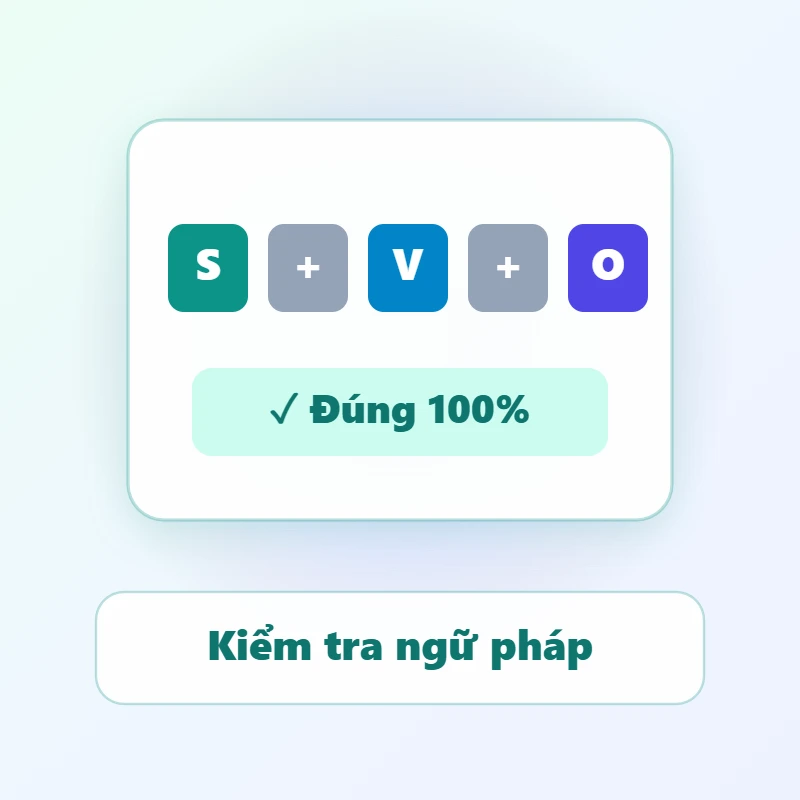 S + V + O
✓ Đúng 100%
Kiểm tra ngữ pháp